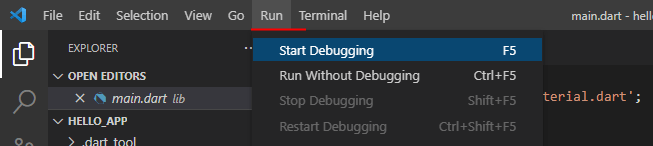 File Edit Selection View Go Run Terminal Help main.dart - hello
EXPLORER
Start Debugging F5
OPEN EDITORS
Run Without Debugging Ctrl+F5
main.dart lib
Stop Debugging Shift+F5
terial.dart';
HELLO_APP
Restart Debugging Ctrl+Shift+F5
.dart_tool